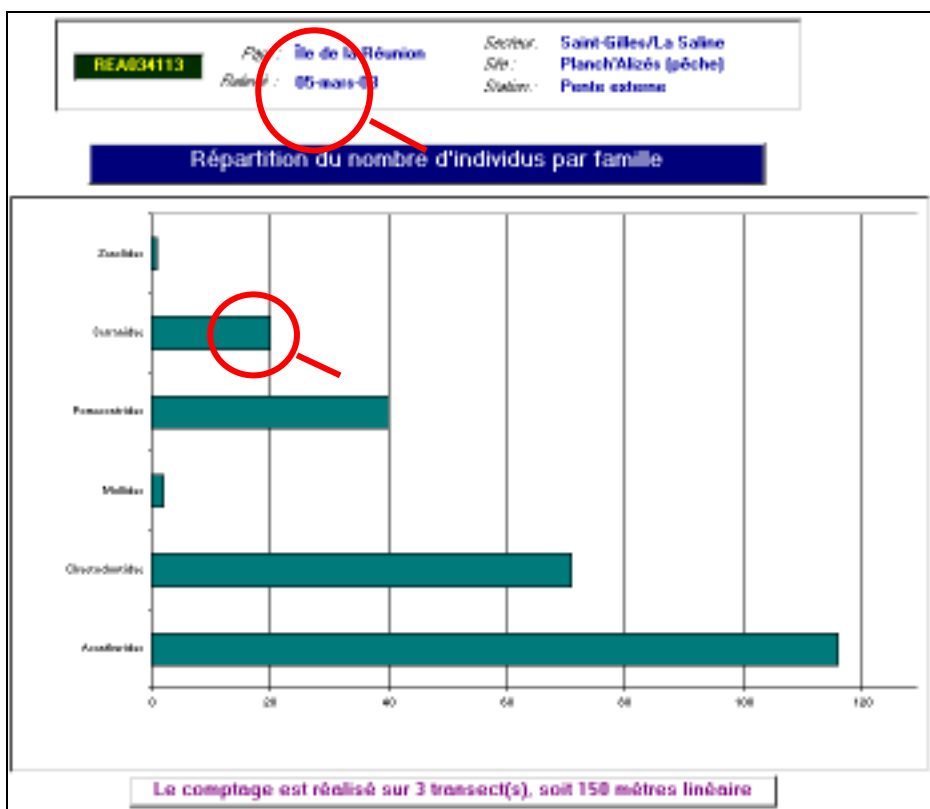 REA034113
Pays : Île de la Réunion
Relevé : 05-mars-03
Secteur : Saint-Gilles/La Saline
Site : Planch'Alizés (pêche)
Station : Pente externe
Répartition du nombre d'individus par famille
Zanclidae
Scaridae
Pomacentridae
Mullidae
Chaetodontidae
Acanthuridae
0 20 40 60 80 100 120
Le comptage est réalisé sur 3 transect(s), soit 150 mètres linéaire